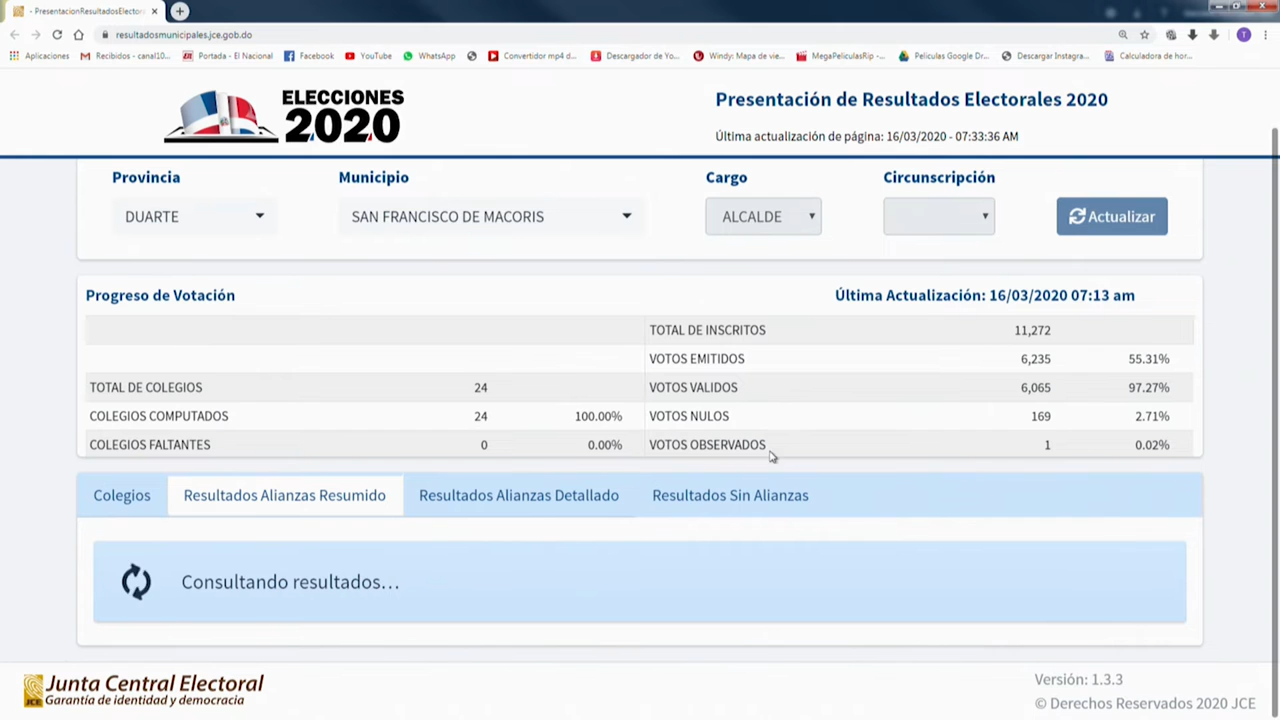 - PresentacionResultadosElector
resultadosmunicipales.jce.gob.do
T
Aplicaciones
Recibidos - canal10...
Portada - El Nacional
Facebook
YouTube
WhatsApp
Convertidor mp4 d...
Descargador de Yo...
Windy: Mapa de vie...
MegaPeliculasRip -...
Peliculas Google Dr...
Descargar Instagra...
Calculadora de hor...
ELECCIONES
2020
Presentación de Resultados Electorales 2020
Última actualización de página: 16/03/2020 - 07:33:36 AM
Provincia Municipio Cargo Circunscripción
DUARTE SAN FRANCISCO DE MACORIS ALCALDE Actualizar
Progreso de Votación Última Actualización: 16/03/2020 07:13 am
TOTAL DE INSCRITOS 11,272
VOTOS EMITIDOS 6,235 55.31%
TOTAL DE COLEGIOS 24 VOTOS VALIDOS 6,065 97.27%
COLEGIOS COMPUTADOS 24 100.00% VOTOS NULOS 169 2.71%
COLEGIOS FALTANTES 0 0.00% VOTOS OBSERVADOS 1 0.02%
Colegios Resultados Alianzas Resumido Resultados Alianzas Detallado Resultados Sin Alianzas
Consultando resultados...
JCE
Junta Central Electoral
Garantía de identidad y democracia
Versión: 1.3.3
© Derechos Reservados 2020 JCE